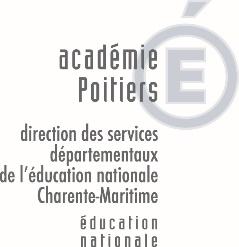 académie
Poitiers
É
direction des services
départementaux
de l'éducation nationale
Charente-Maritime
éducation
nationale